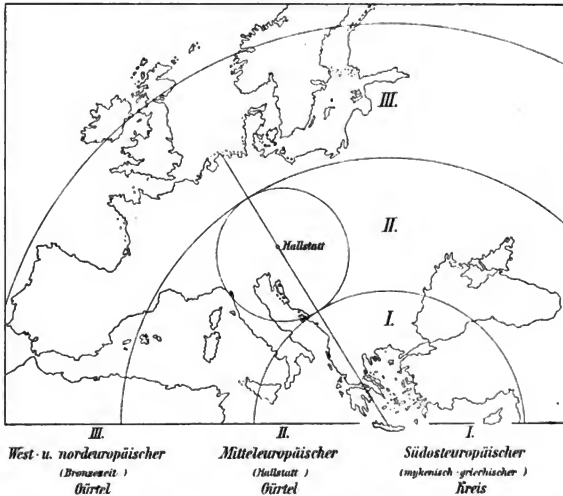 III.
II.
Hallstatt
I.
III. II. I.
West- u. nordeuropäischer Mitteleuropäischer Südosteuropäischer
(Bronzezeit) (Hallstatt) (mykenisch-griechischer)
Gürtel Gürtel Kreis